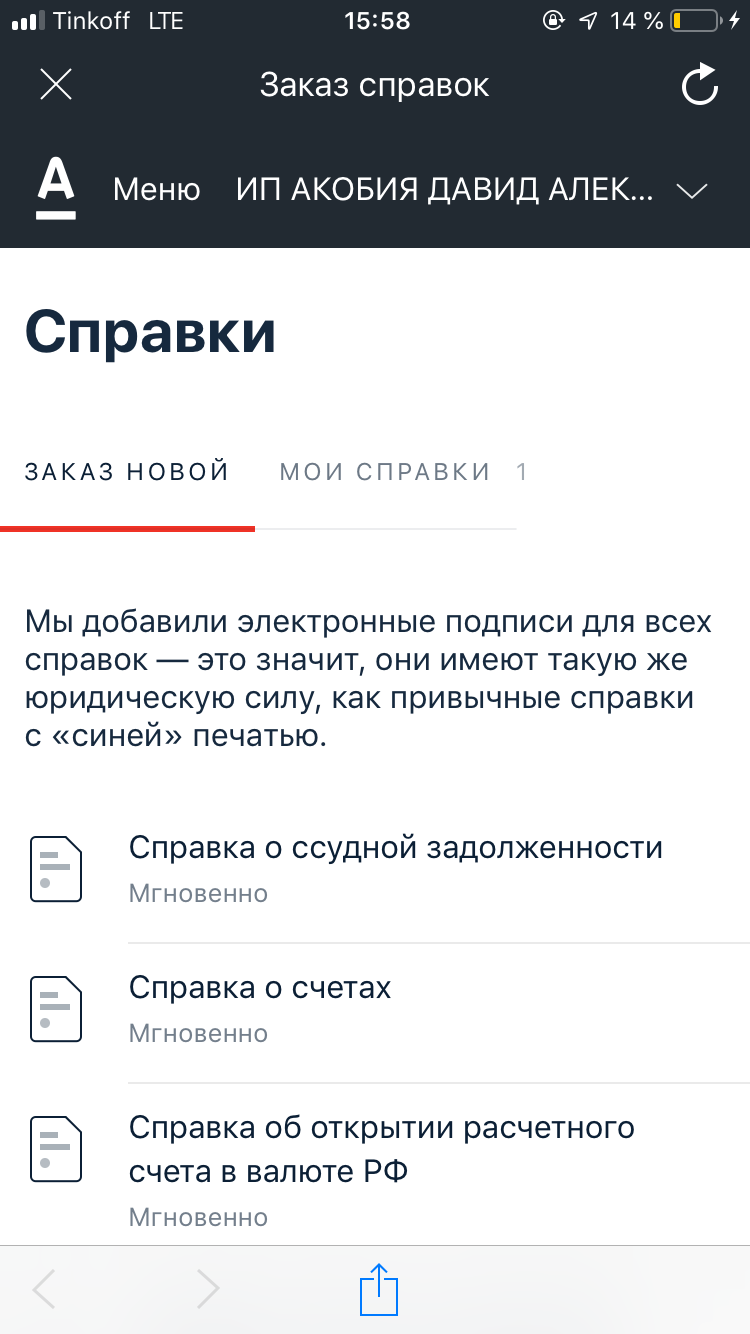 Tinkoff LTE 15:58 14 %
Заказ справок
А Меню ИП АКОБИЯ ДАВИД АЛЕК...
Справки
ЗАКАЗ НОВОЙ МОИ СПРАВКИ 1
Мы добавили электронные подписи для всех
справок — это значит, они имеют такую же
юридическую силу, как привычные справки
с «синей» печатью.
Справка о ссудной задолженности
Мгновенно
Справка о счетах
Мгновенно
Справка об открытии расчетного
счета в валюте РФ
Мгновенно